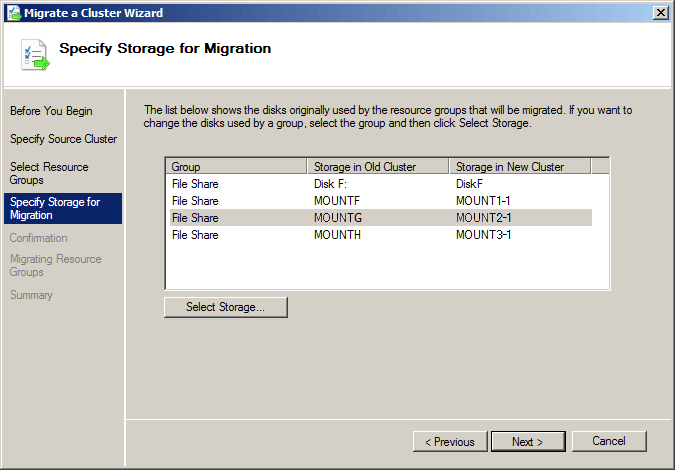 Migrate a Cluster Wizard
Specify Storage for Migration
Before You Begin
Specify Source Cluster
Select Resource
Groups
Specify Storage for
Migration
Confirmation
Migrating Resource
Groups
Summary
The list below shows the disks originally used by the resource groups that will be migrated. If you want to
change the disks used by a group, select the group and then click Select Storage.
Group Storage in Old Cluster Storage in New Cluster
File Share Disk F: DiskF
File Share MOUNTF MOUNT1-1
File Share MOUNTG MOUNT2-1
File Share MOUNTH MOUNT3-1
Select Storage...
< Previous Next > Cancel